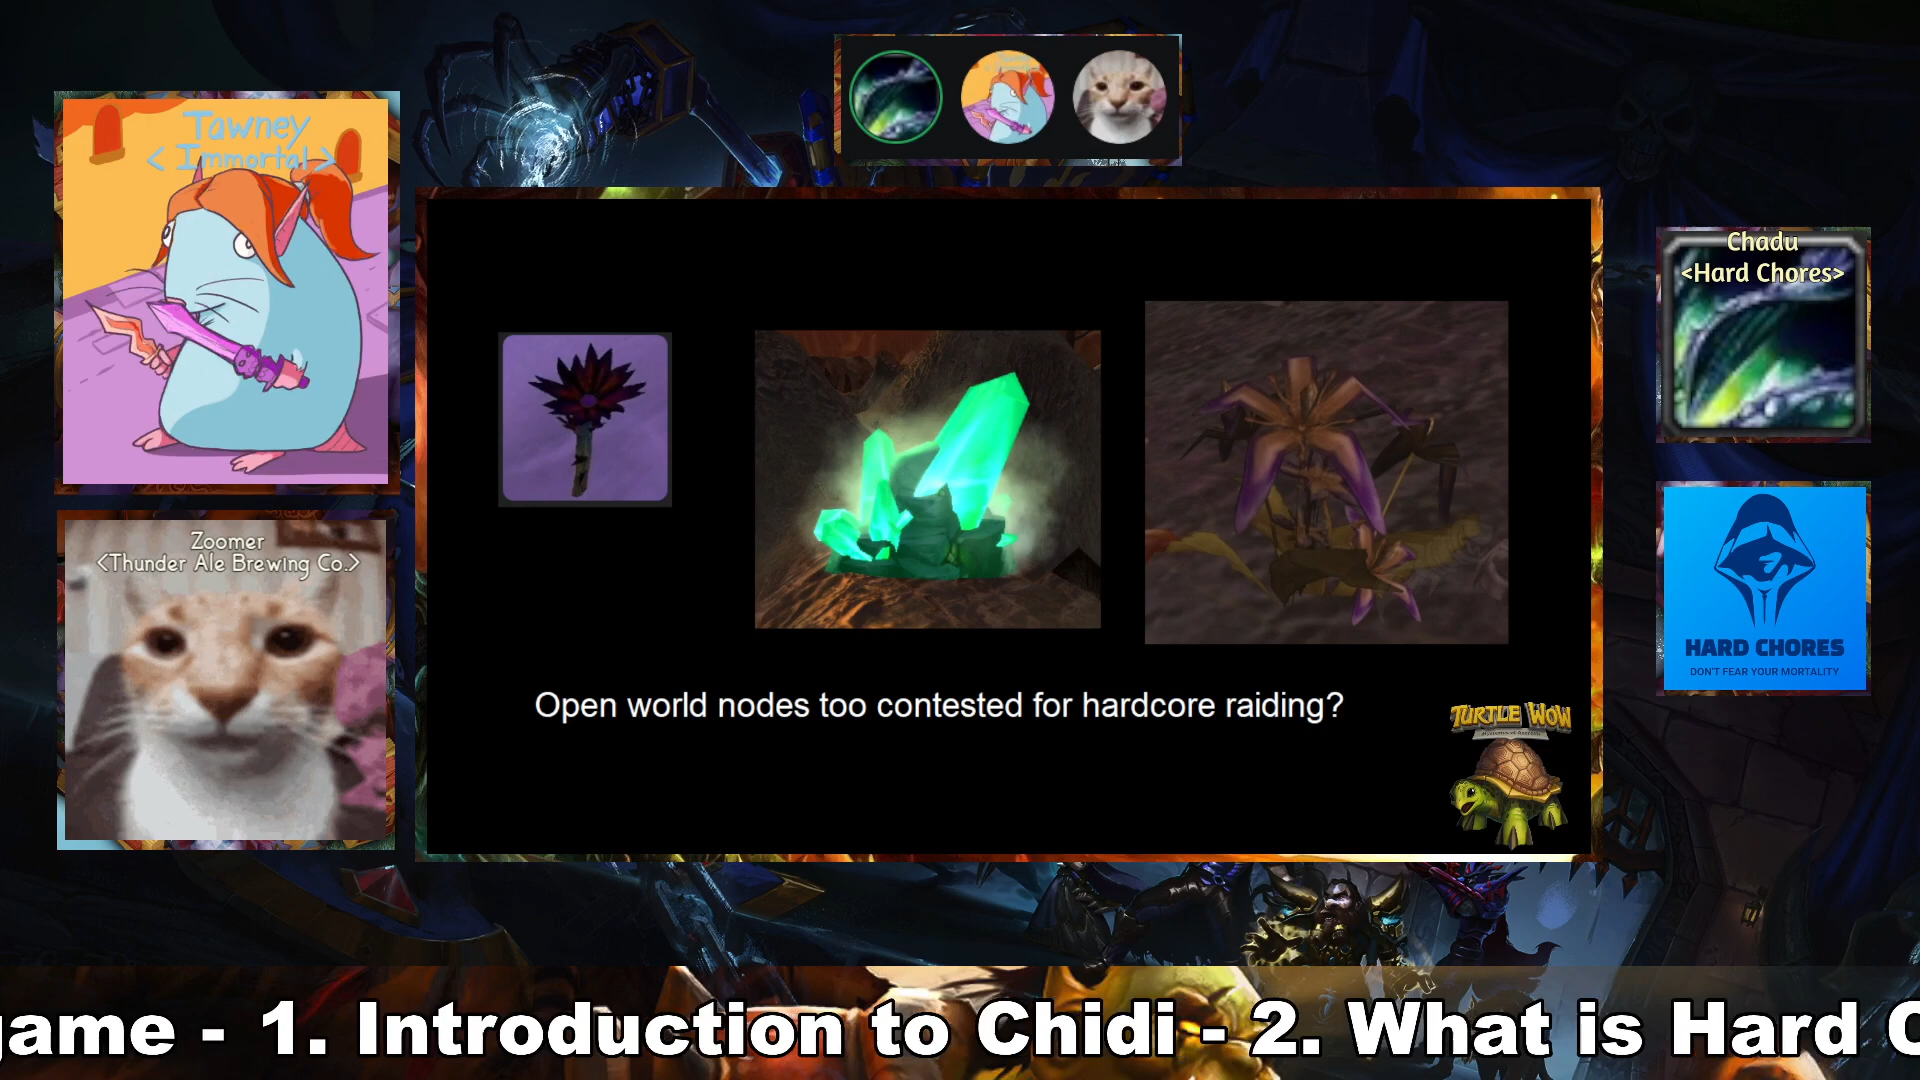 Tawney
< Immortal >
Zoomer
<Thunder Ale Brewing Co.>
Chadu
<Hard Chores>
HARD CHORES
DON'T FEAR YOUR MORTALITY
Open world nodes too contested for hardcore raiding?
TURTLE WOW
game - 1. Introduction to Chidi - 2. What is Hard C